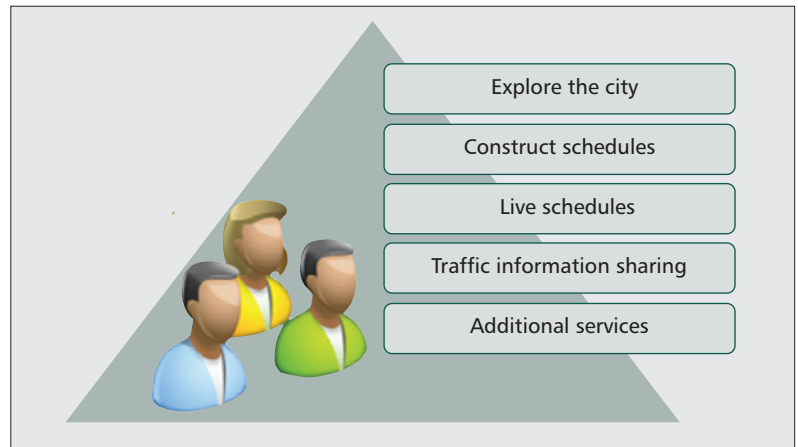 Explore the city
Construct schedules
Live schedules
Traffic information sharing
Additional services